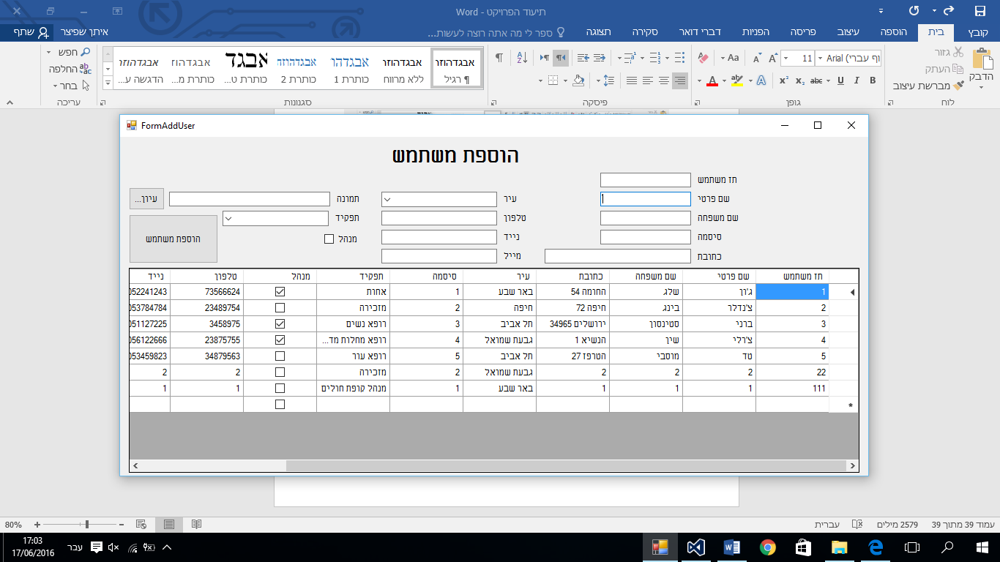 תיעוד הפרויקט - Word
קובץ בית הוספה עיצוב פריסה הפניות דברי דואר סקירה תצוגה ספר לי מה אתה רוצה לעשות... איתן שפיצר שתף
הדבק גזור העתק מברשת עיצוב
לוח
וף עברי) Arial 11 Aa
B I U abc x₂ x² A A
גופן
פיסקה
אבגדהוזר אבגדהוזר אבגדהו אבגדהווזר אבגד אבגדהוזח אבגדהווזר
¶ רגיל ללא מרווח כותרת 1 כותרת 2 כותרת ט... כותרת מ... הדגשה ע...
סגנונות
חפש
החלפה
בחר
עריכה
FormAddUser
הוספת משתמש
תז משתמש
שם פרטי
שם משפחה
סיסמה
כתובת
עיר
טלפון
נייד
מייל
תמונה עיון...
תפקיד
מנהל
הוספת משתמש
תז משתמש שם פרטי שם משפחה כתובת סיסמה עיר תפקיד מנהל טלפון נייד
1 ג'ון שלג החומה 54 באר שבע 1 אחות 73566624 052241243
2 צ'נדלר בינג חיפה 72 חיפה 2 מזכירה 23489754 053784784
3 ברני סטינסון ירושלים 34965 תל אביב 3 רופא נשים 3458975 051127225
4 צ'רלי שין הנשיא 1 גבעת שמואל 4 רופא מחלות מד... 23875755 056122666
5 טד מוסבי הטרפז 27 תל אביב 5 רופא עור 34879563 053459823
22 2 2 2 גבעת שמואל 2 מזכירה 2 2
111 1 1 1 באר שבע 1 מנהל קופת חולים 1 1
עמוד 39 מתוך 39 2579 מילים עברית 80%
עבר 17:03
17/06/2016